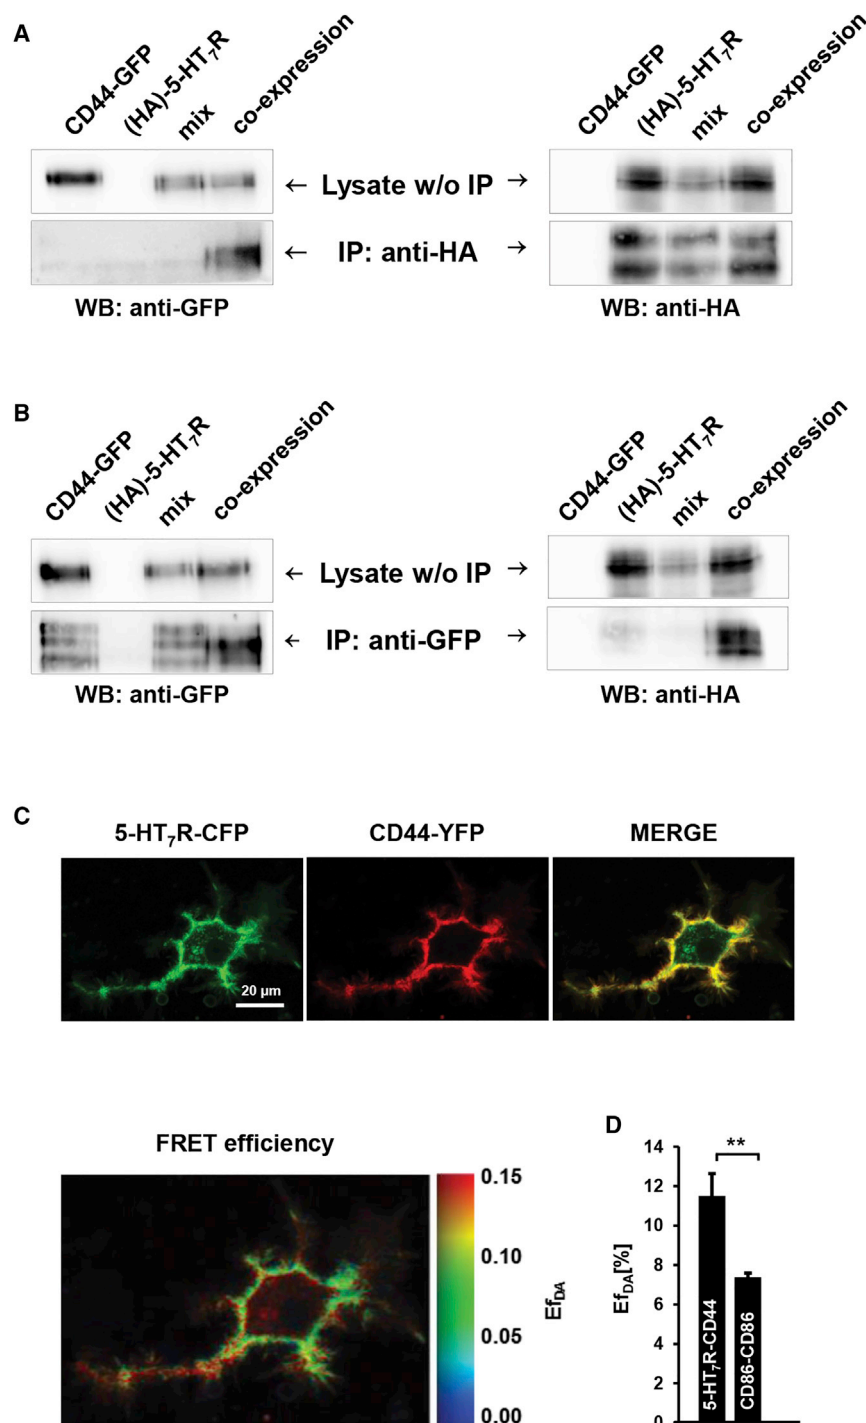 A
CD44-GFP
(HA)-5-HT₇R
mix
co-expression
CD44-GFP
(HA)-5-HT₇R
mix
co-expression
← Lysate w/o IP →
← IP: anti-HA →
WB: anti-GFP
WB: anti-HA
B
CD44-GFP
(HA)-5-HT₇R
mix
co-expression
CD44-GFP
(HA)-5-HT₇R
mix
co-expression
← Lysate w/o IP →
← IP: anti-GFP →
WB: anti-GFP
WB: anti-HA
C
5-HT₇R-CFP
CD44-YFP
MERGE
20 µm
FRET efficiency
0.15
0.10
0.05
0.00
Ef_DA
D
**
14
12
10
8
6
4
2
0
Ef_DA[%]
5-HT₇R-CD44
CD86-CD86